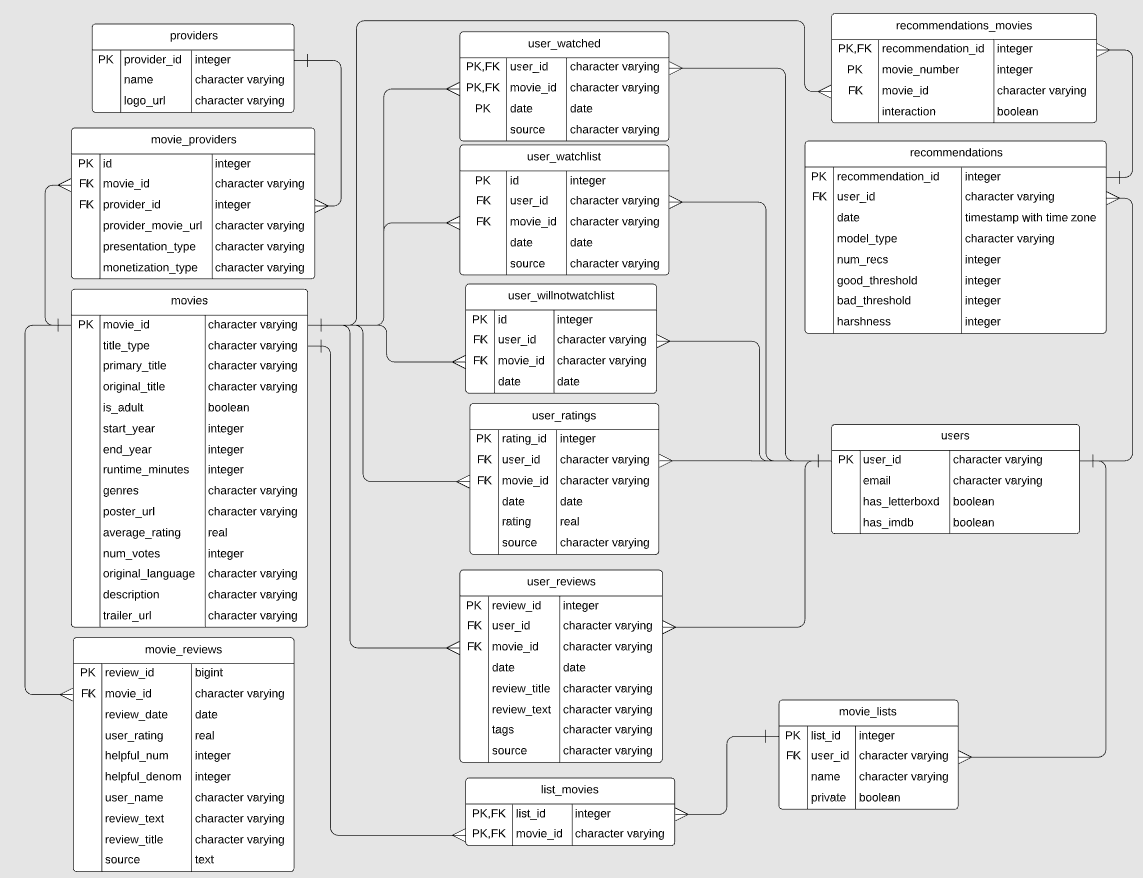 providers
PK provider_id integer
name character varying
logo_url character varying
movie_providers
PK id integer
FK movie_id character varying
FK provider_id integer
provider_movie_url character varying
presentation_type character varying
monetization_type character varying
movies
PK movie_id character varying
title_type character varying
primary_title character varying
original_title character varying
is_adult boolean
start_year integer
end_year integer
runtime_minutes integer
genres character varying
poster_url character varying
average_rating real
num_votes integer
original_language character varying
description character varying
trailer_url character varying
movie_reviews
PK review_id bigint
FK movie_id character varying
review_date date
user_rating real
helpful_num integer
helpful_denom integer
user_name character varying
review_text character varying
review_title character varying
source text
user_watched
PK,FK user_id character varying
PK,FK movie_id character varying
PK date date
source character varying
user_watchlist
PK id integer
FK user_id character varying
FK movie_id character varying
date date
source character varying
user_willnotwatchlist
PK id integer
FK user_id character varying
FK movie_id character varying
date date
user_ratings
PK rating_id integer
FK user_id character varying
FK movie_id character varying
date date
rating real
source character varying
user_reviews
PK review_id integer
FK user_id character varying
FK movie_id character varying
date date
review_title character varying
review_text character varying
tags character varying
source character varying
list_movies
PK,FK list_id integer
PK,FK movie_id character varying
recommendations_movies
PK,FK recommendation_id integer
PK movie_number integer
FK movie_id character varying
interaction boolean
recommendations
PK recommendation_id integer
FK user_id character varying
date timestamp with time zone
model_type character varying
num_recs integer
good_threshold integer
bad_threshold integer
harshness integer
users
PK user_id character varying
email character varying
has_letterboxd boolean
has_imdb boolean
movie_lists
PK list_id integer
FK user_id character varying
name character varying
private boolean